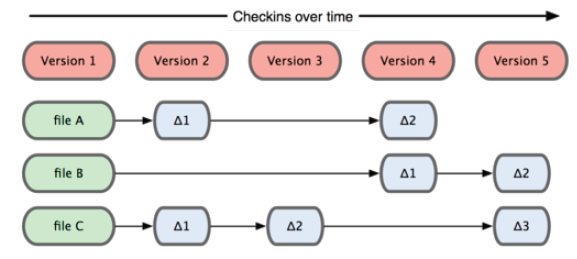 Checkins over time
Version 1 Version 2 Version 3 Version 4 Version 5
file A Δ1 Δ2
file B Δ1 Δ2
file C Δ1 Δ2 Δ3